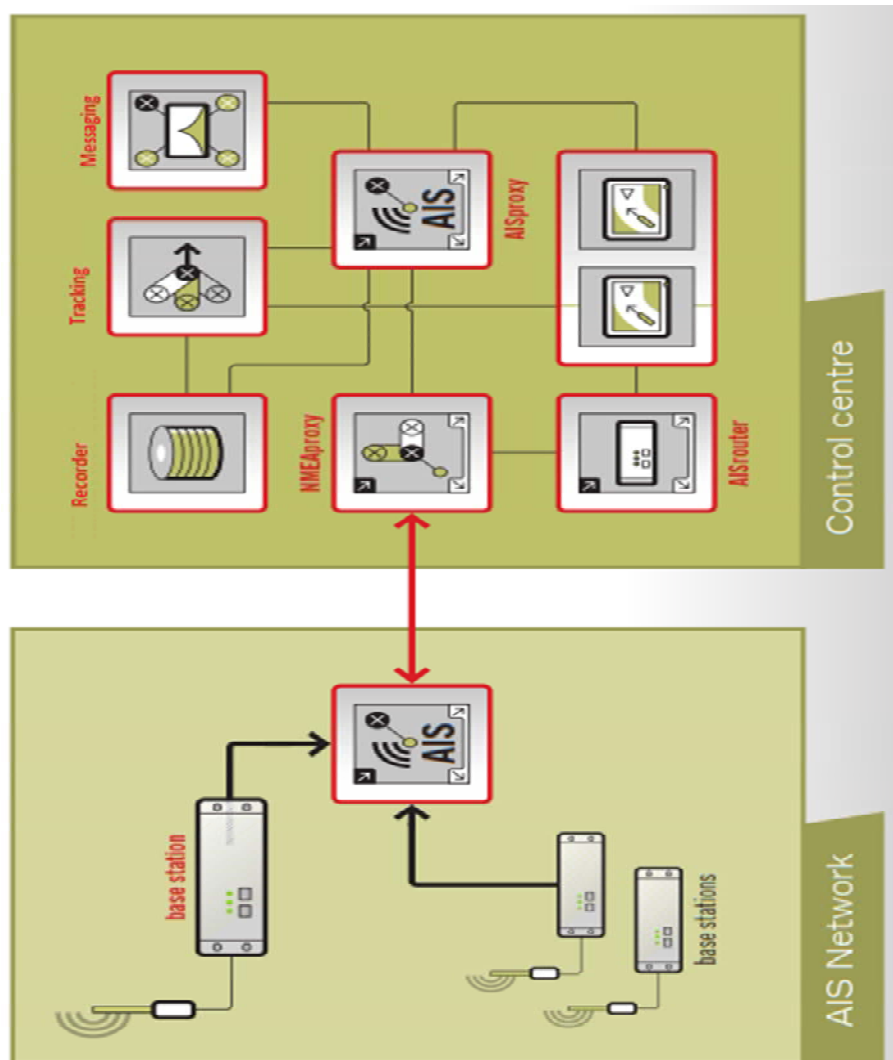 Recorder
Tracking
Messaging
base station
NMEAproxy
AIS
AIS
AISproxy
base stations
AISrouter
AIS Network
Control centre